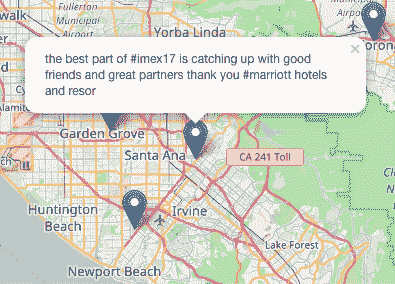 Fullerton
Municipal
Airport
Yorba Linda
Municipal
Airport
Corona
the best part of #imex17 is catching up with good
friends and great partners thank you #marriott hotels
and resor
×
Garden Grove
Santa Ana
CA 241 Toll
Huntington
Beach
Irvine
Lake Forest
Newport Beach